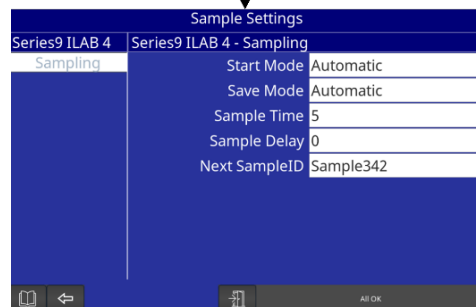 Sample Settings
Series9 ILAB 4
Series9 ILAB 4 - Sampling
Sampling
Start Mode Automatic
Save Mode Automatic
Sample Time 5
Sample Delay 0
Next SampleID Sample342
All OK